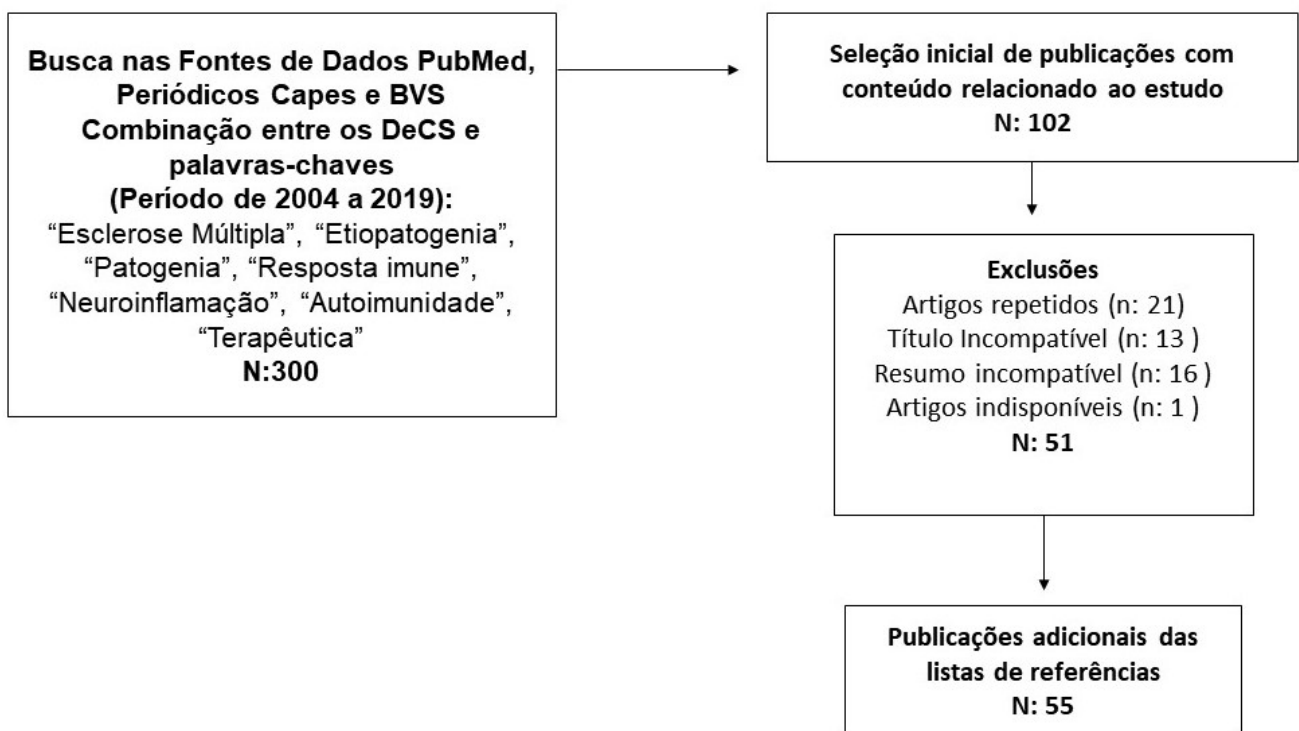 Busca nas Fontes de Dados PubMed,
Periódicos Capes e BVS
Combinação entre os DeCS e
palavras-chaves
(Período de 2004 a 2019):
“Esclerose Múltipla”, “Etiopatogenia”,
“Patogenia”, “Resposta imune”,
“Neuroinflamação”, “Autoimunidade”,
“Terapêutica”
N:300
Seleção inicial de publicações com
conteúdo relacionado ao estudo
N: 102
Exclusões
Artigos repetidos (n: 21)
Título Incompatível (n: 13 )
Resumo incompatível (n: 16 )
Artigos indisponíveis (n: 1 )
N: 51
Publicações adicionais das
listas de referências
N: 55